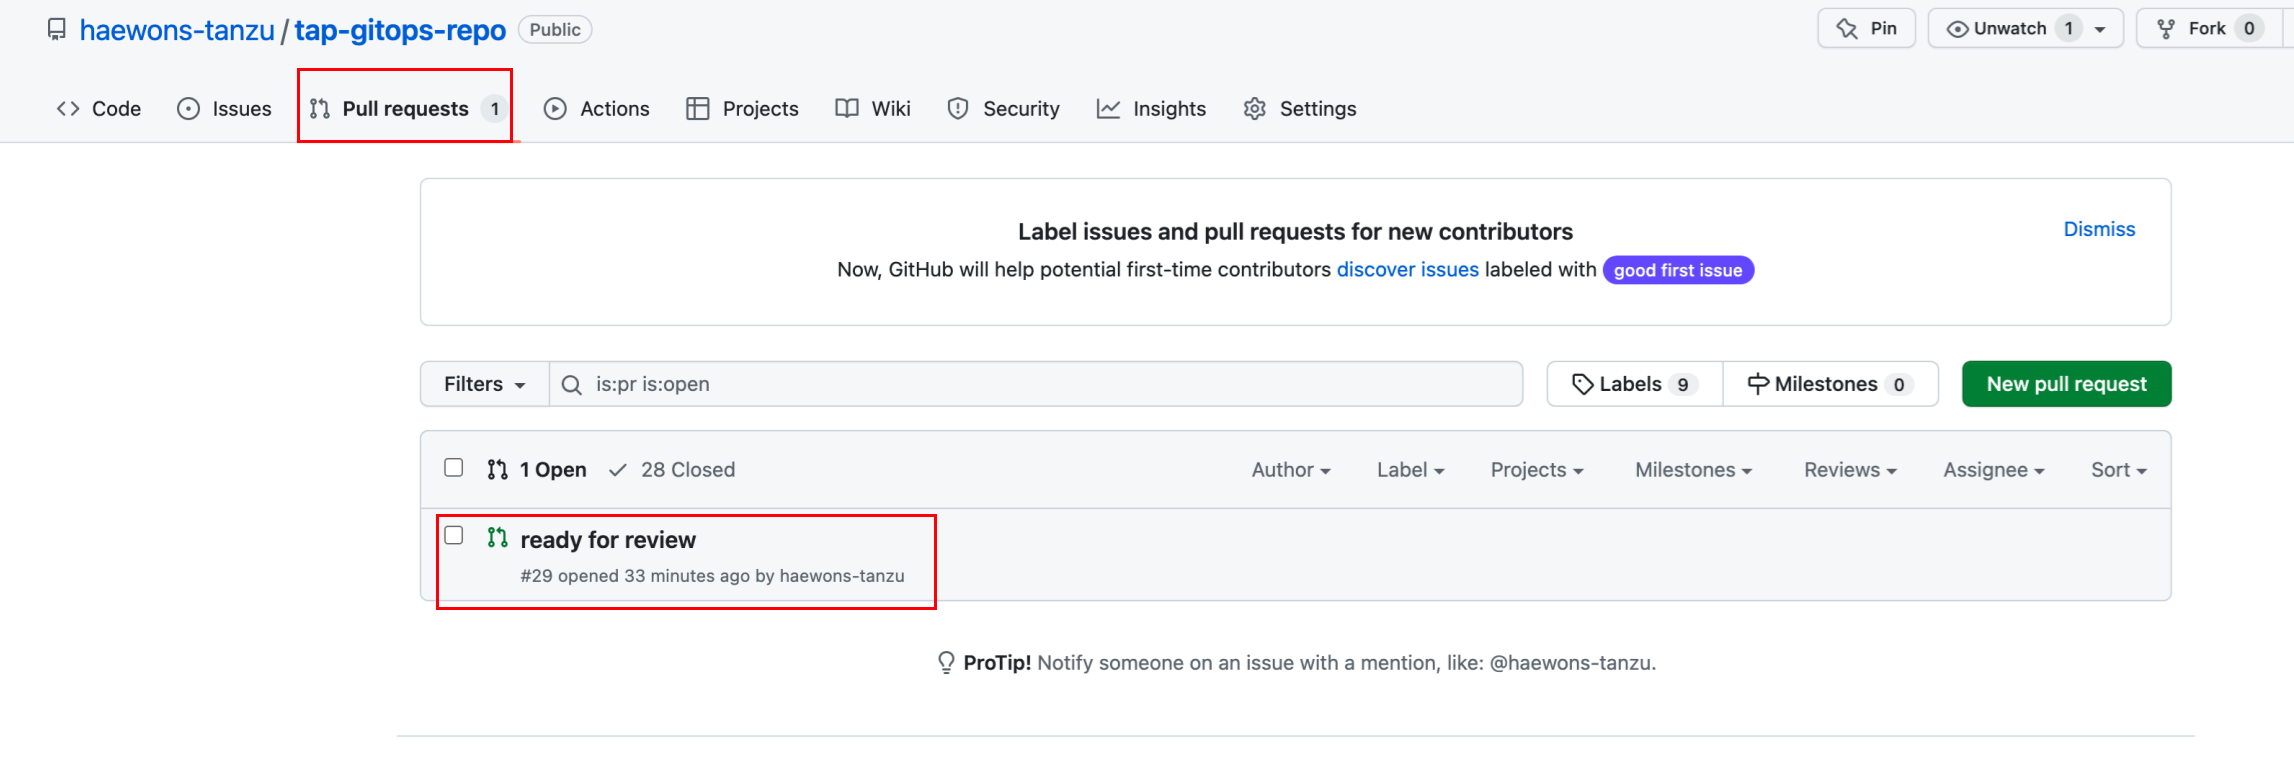 haewons-tanzu / tap-gitops-repo Public Pin Unwatch 1 Fork 0
Code Issues Pull requests 1 Actions Projects Wiki Security Insights Settings
Label issues and pull requests for new contributors
Dismiss
Now, GitHub will help potential first-time contributors discover issues labeled with good first issue
Filters is:pr is:open Labels 9 Milestones 0 New pull request
1 Open 28 Closed Author Label Projects Milestones Reviews Assignee Sort
ready for review
#29 opened 33 minutes ago by haewons-tanzu
ProTip! Notify someone on an issue with a mention, like: @haewons-tanzu.